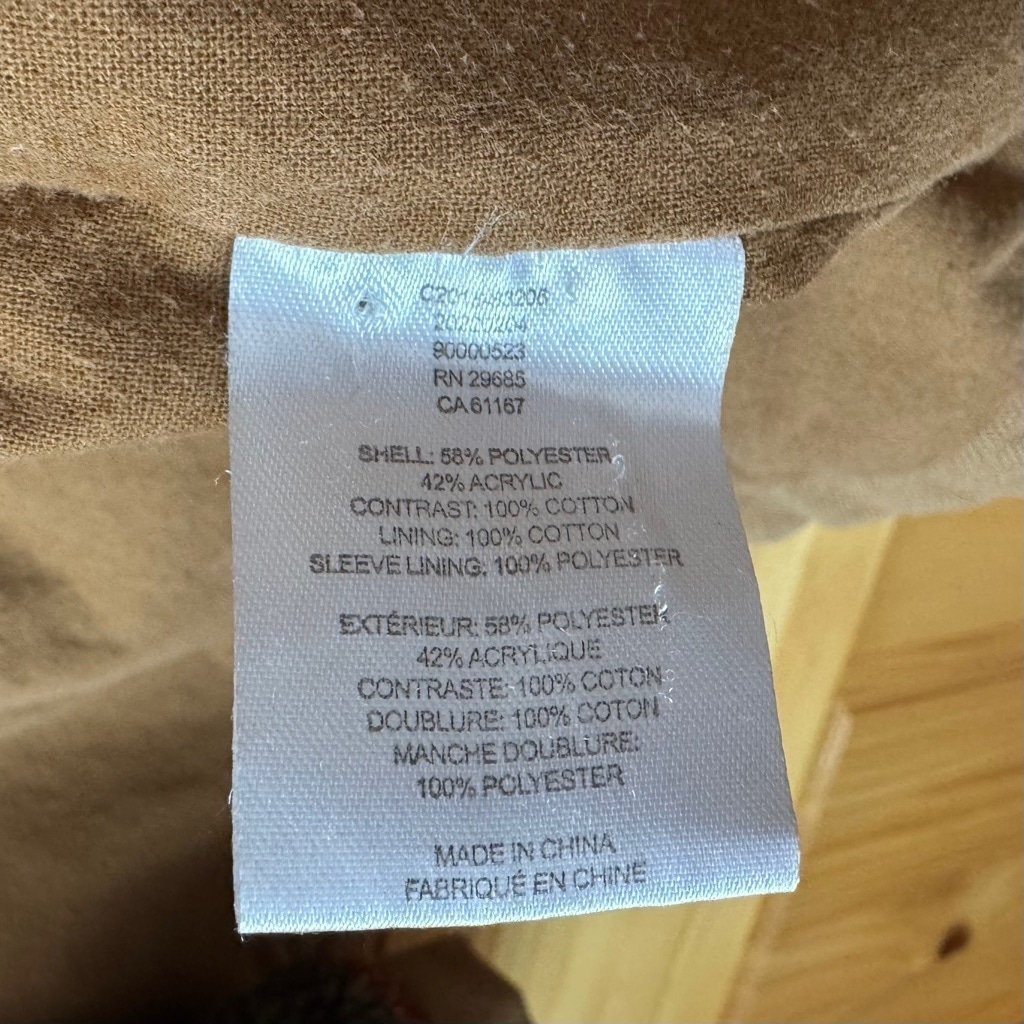 90000523
RN 29685
CA 61167
SHELL: 58% POLYESTER
42% ACRYLIC
CONTRAST: 100% COTTON
LINING: 100% COTTON
SLEEVE LINING: 100% POLYESTER
EXTÉRIEUR: 58% POLYESTER
42% ACRYLIQUE
CONTRASTE: 100% COTON
DOUBLURE: 100% COTON
MANCHE DOUBLURE:
100% POLYESTER
MADE IN CHINA
FABRIQUÉ EN CHINE